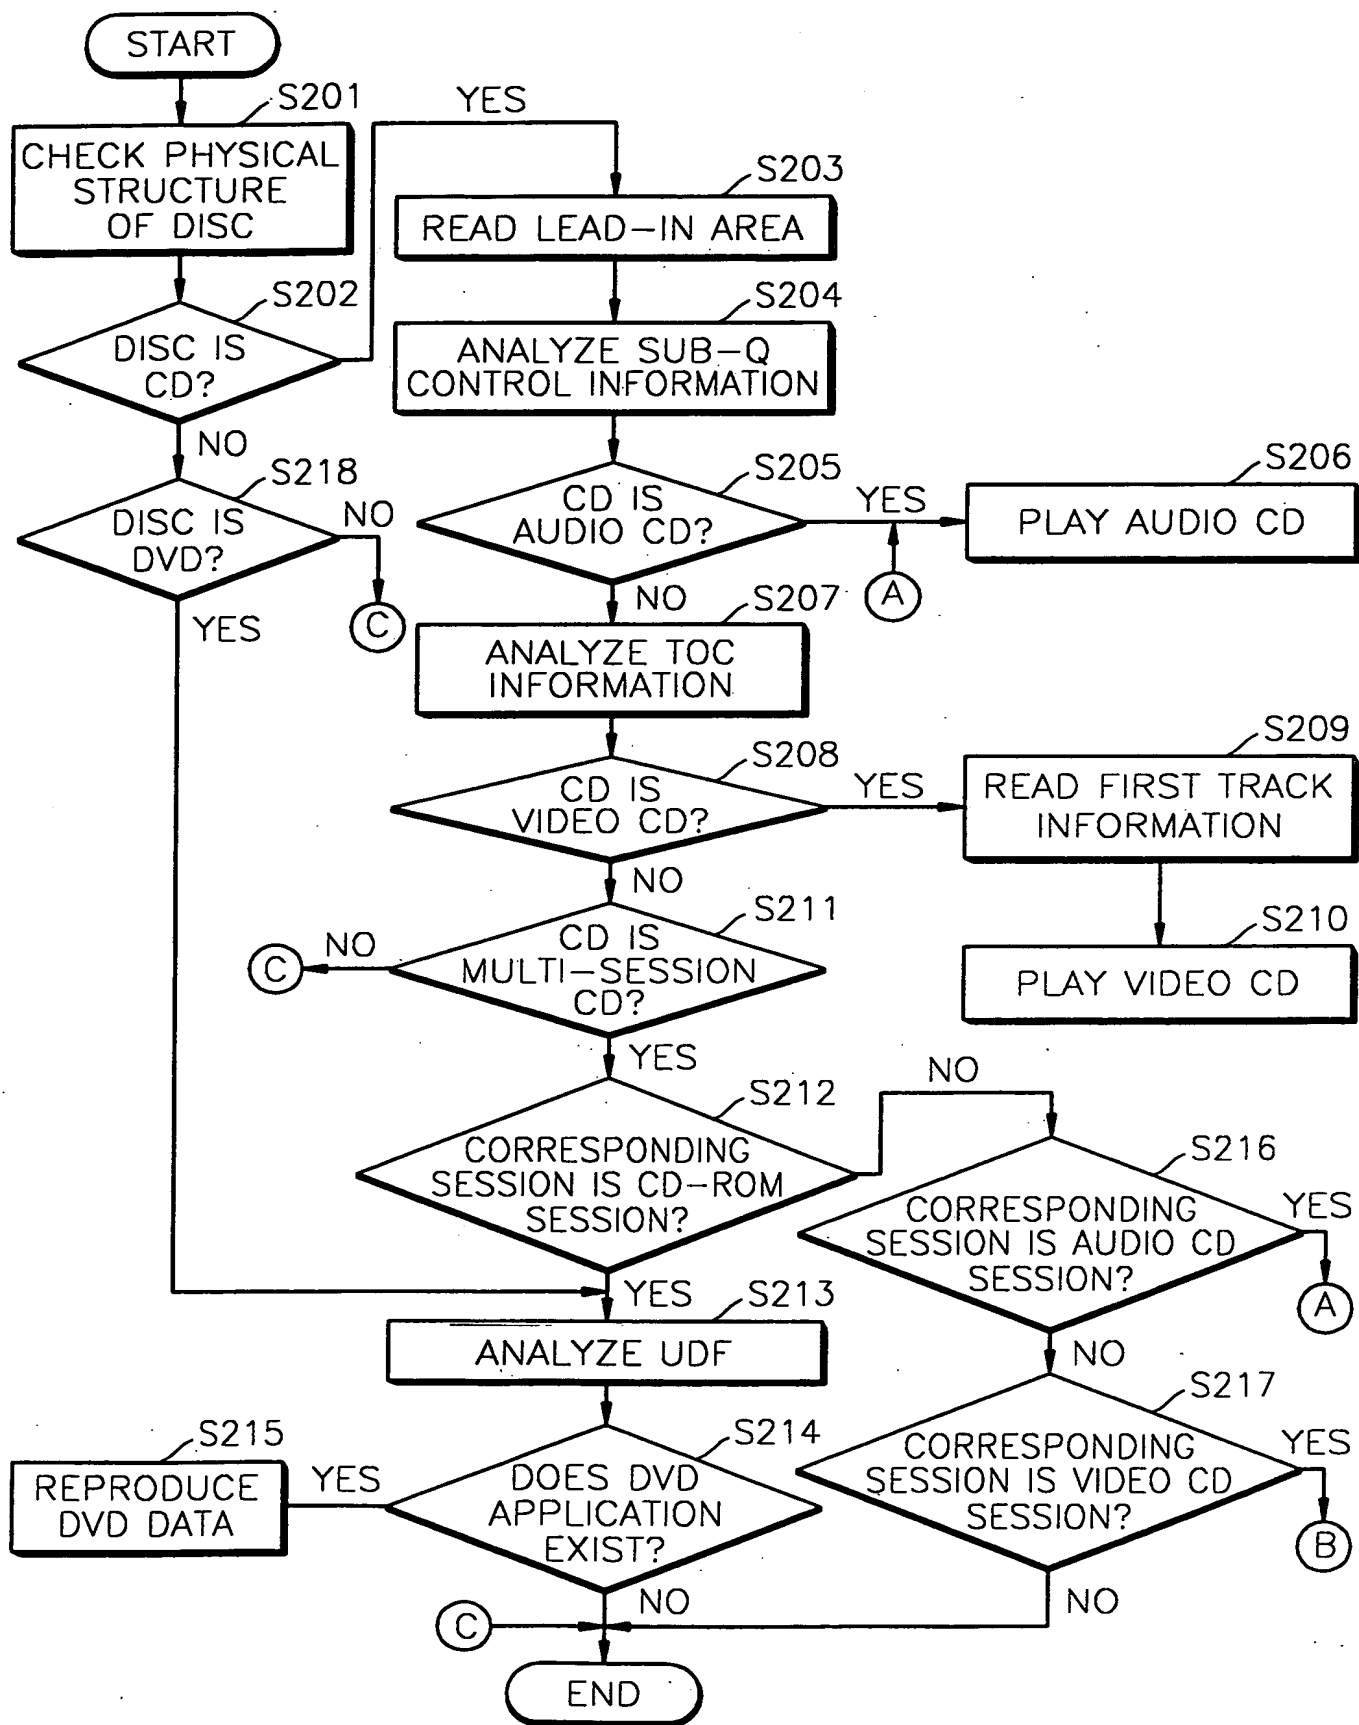 START
S201
CHECK PHYSICAL
STRUCTURE
OF DISC
YES
S203
READ LEAD-IN AREA
S202
DISC IS
CD?
S204
ANALYZE SUB-Q
CONTROL INFORMATION
NO
S218
DISC IS
DVD?
NO
C
YES
S205
CD IS
AUDIO CD?
YES
A
S206
PLAY AUDIO CD
NO
S207
ANALYZE TOC
INFORMATION
S208
CD IS
VIDEO CD?
YES
S209
READ FIRST TRACK
INFORMATION
NO
S210
PLAY VIDEO CD
S211
CD IS
MULTI-SESSION
CD?
NO
C
YES
S212
CORRESPONDING
SESSION IS CD-ROM
SESSION?
NO
S216
CORRESPONDING
SESSION IS AUDIO CD
SESSION?
YES
A
YES
S213
ANALYZE UDF
NO
S217
CORRESPONDING
SESSION IS VIDEO CD
SESSION?
YES
B
S214
DOES DVD
APPLICATION
EXIST?
YES
S215
REPRODUCE
DVD DATA
NO
NO
C
END